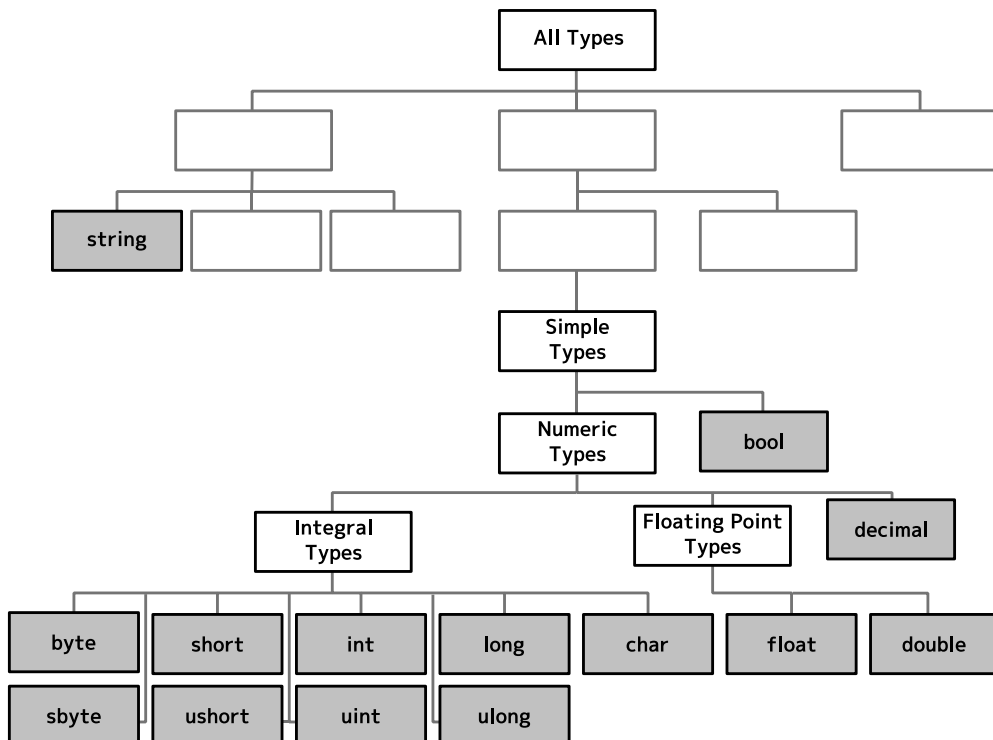 All Types
string
Simple
Types
Numeric
Types
bool
Integral
Types
Floating Point
Types
decimal
byte
short
int
long
char
float
double
sbyte
ushort
uint
ulong